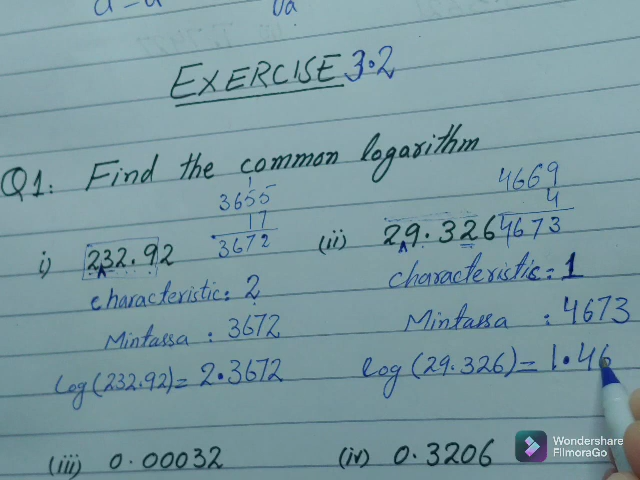 EXERCISE 3.2
Q1: Find the common logarithm
i) 232.92
1
3655
17
3672
characteristic: 2
Mintassa : 3672
log(232.92) = 2.3672
(ii) 29.326
4669
4
4673
characteristic = 1
Mintassa : 4673
log(29.326) = 1.46
(iii) 0.00032
(iv) 0.3206
Wondershare
FilmoraGo